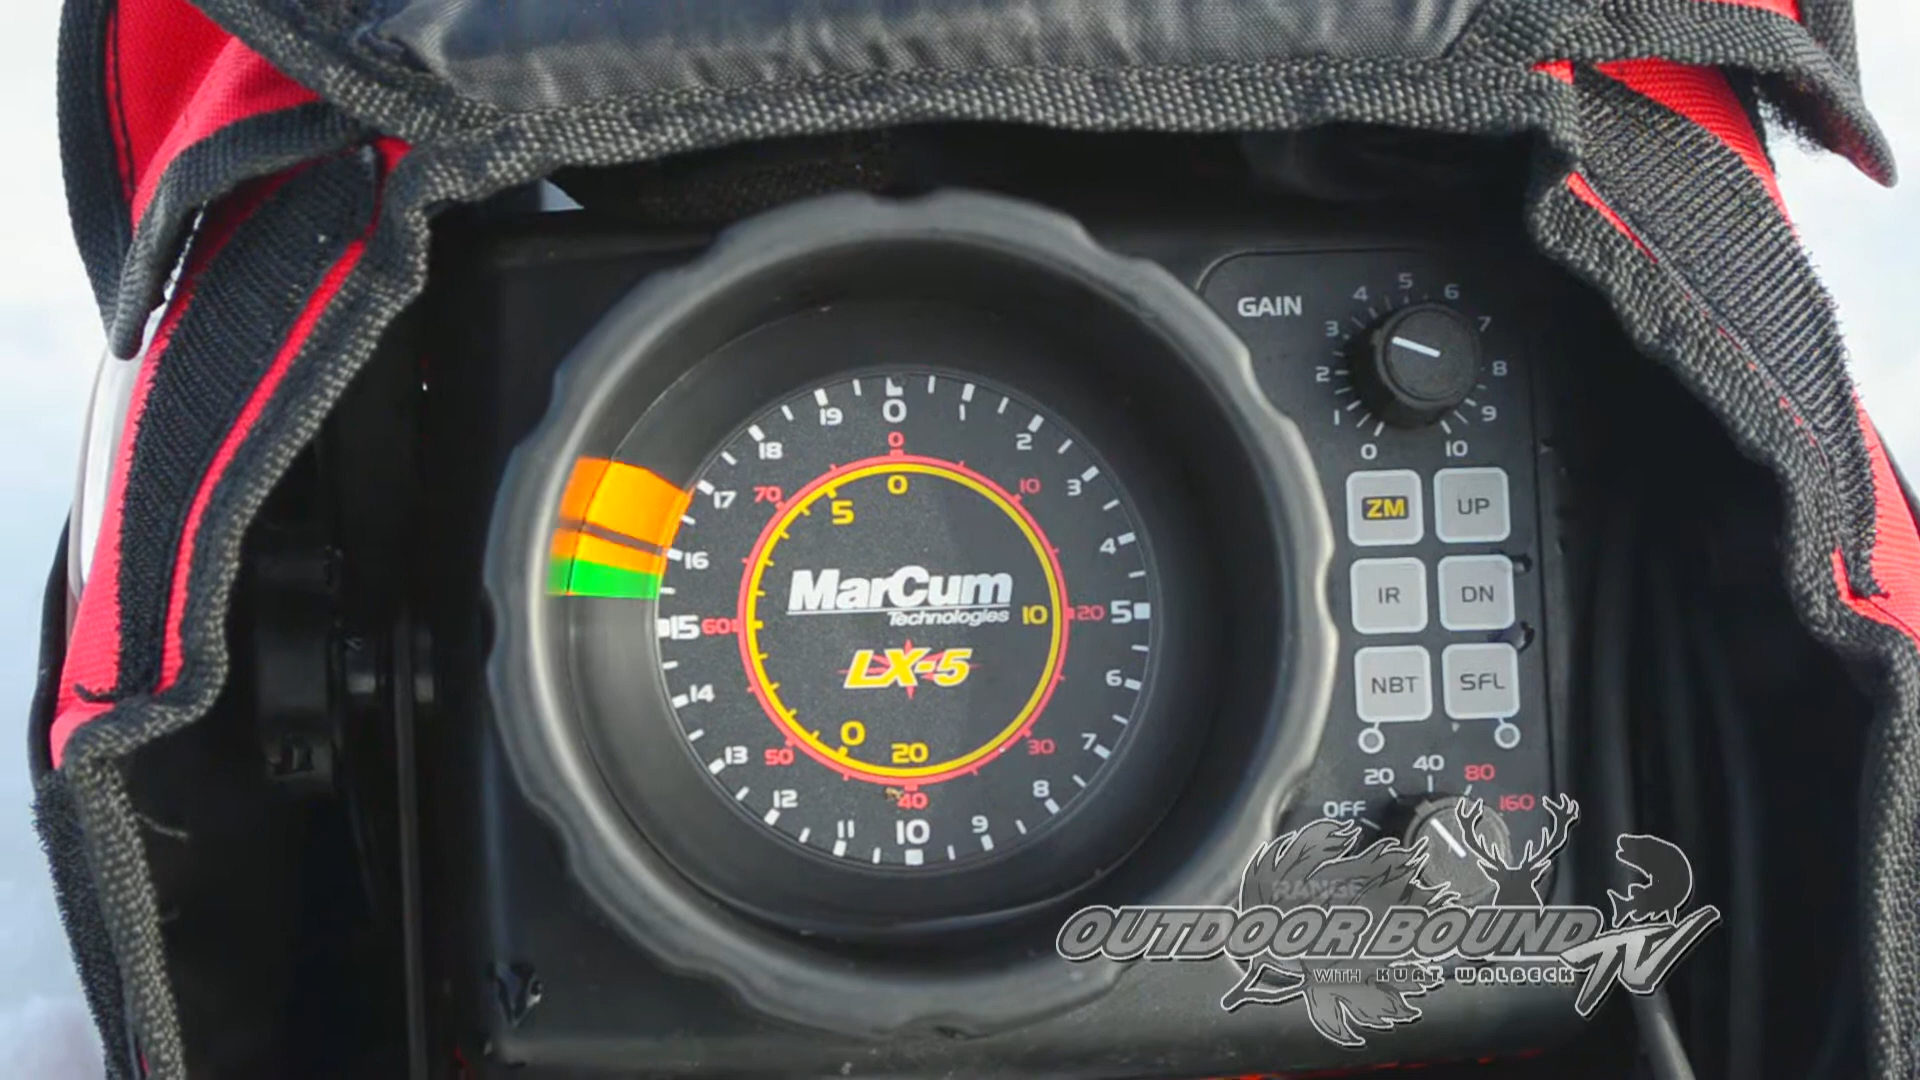 GAIN
0 1 2 3 4 5 6 7 8 9 10
0 1 2 3 4 5 6 7 8 9 10 11 12 13 14 15 16 17 18 19
0 10 20 30 40 50 60 70
0 10 20 0 5
MarCum
Technologies
LX-5
ZM UP
IR DN
NBT SFL
OFF 20 40 80 160
RANGE
OUTDOOR BOUND TV
WITH KURT WALBECK